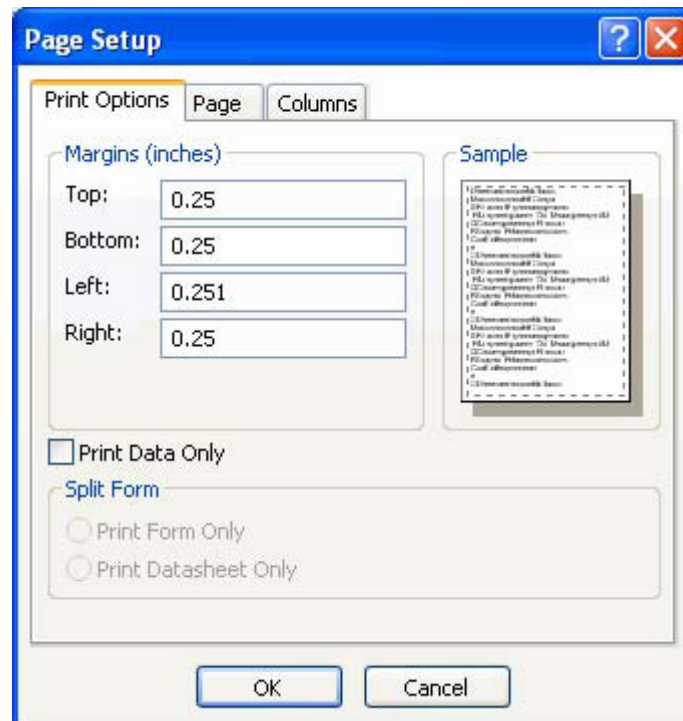 Page Setup
Print Options Page Columns
Margins (inches)
Top: 0.25
Bottom: 0.25
Left: 0.251
Right: 0.25
Sample
Print Data Only
Split Form
Print Form Only
Print Datasheet Only
OK Cancel